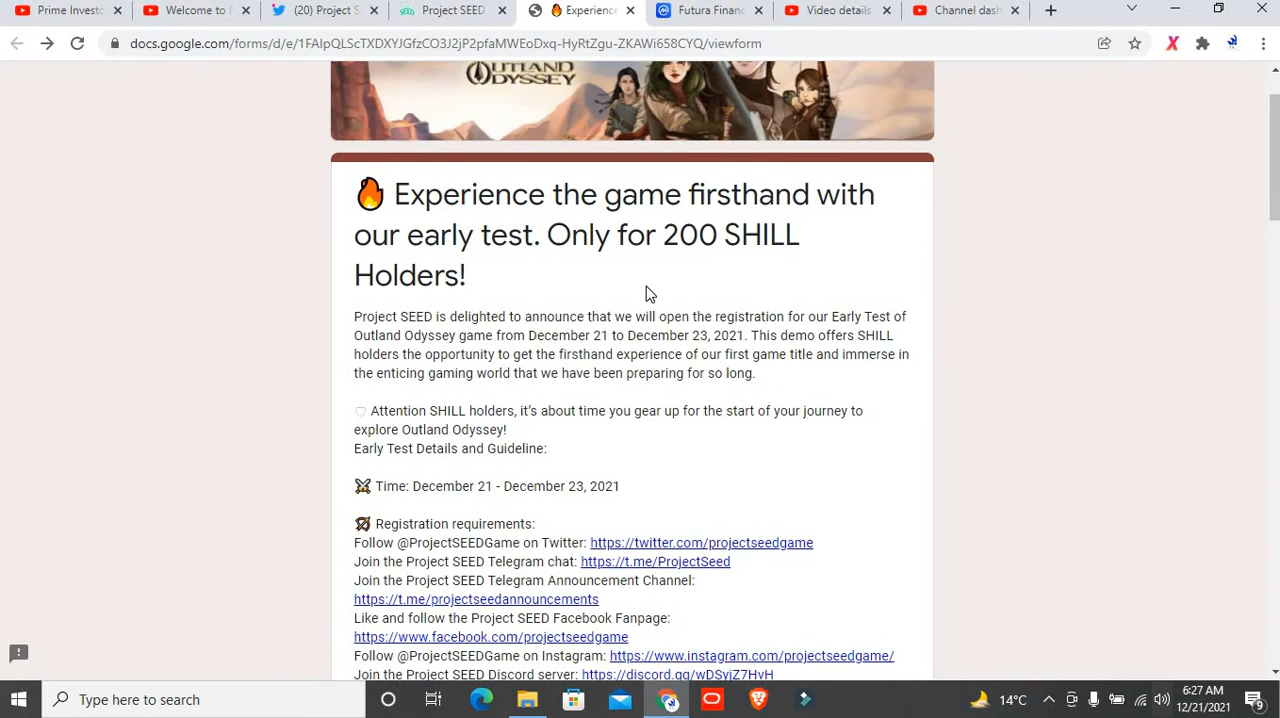 Prime Investo
Welcome to F
(20) Project S
Project SEED
Experience
Futura Financ
Video details
Channel dash
docs.google.com/forms/d/e/1FAIpQLScTXDXYJGfzCO3J2jP2pfaMWEoDxq-HyRtZgu-ZKAWi658CYQ/viewform
OUTLAND
ODYSSEY
🔥 Experience the game firsthand with
our early test. Only for 200 SHILL
Holders!
Project SEED is delighted to announce that we will open the registration for our Early Test of
Outland Odyssey game from December 21 to December 23, 2021. This demo offers SHILL
holders the opportunity to get the firsthand experience of our first game title and immerse in
the enticing gaming world that we have been preparing for so long.
🛡 Attention SHILL holders, it's about time you gear up for the start of your journey to
explore Outland Odyssey!
Early Test Details and Guideline:
⚔ Time: December 21 - December 23, 2021
🏹 Registration requirements:
Follow @ProjectSEEDGame on Twitter: https://twitter.com/projectseedgame
Join the Project SEED Telegram chat: https://t.me/ProjectSeed
Join the Project SEED Telegram Announcement Channel:
https://t.me/projectseedannouncements
Like and follow the Project SEED Facebook Fanpage:
https://www.facebook.com/projectseedgame
Follow @ProjectSEEDGame on Instagram: https://www.instagram.com/projectseedgame/
Join the Project SEED Discord server: https://discord.gg/wDSyjZ7HvH
Type here to search
14°C
6:27 AM
12/21/2021
9